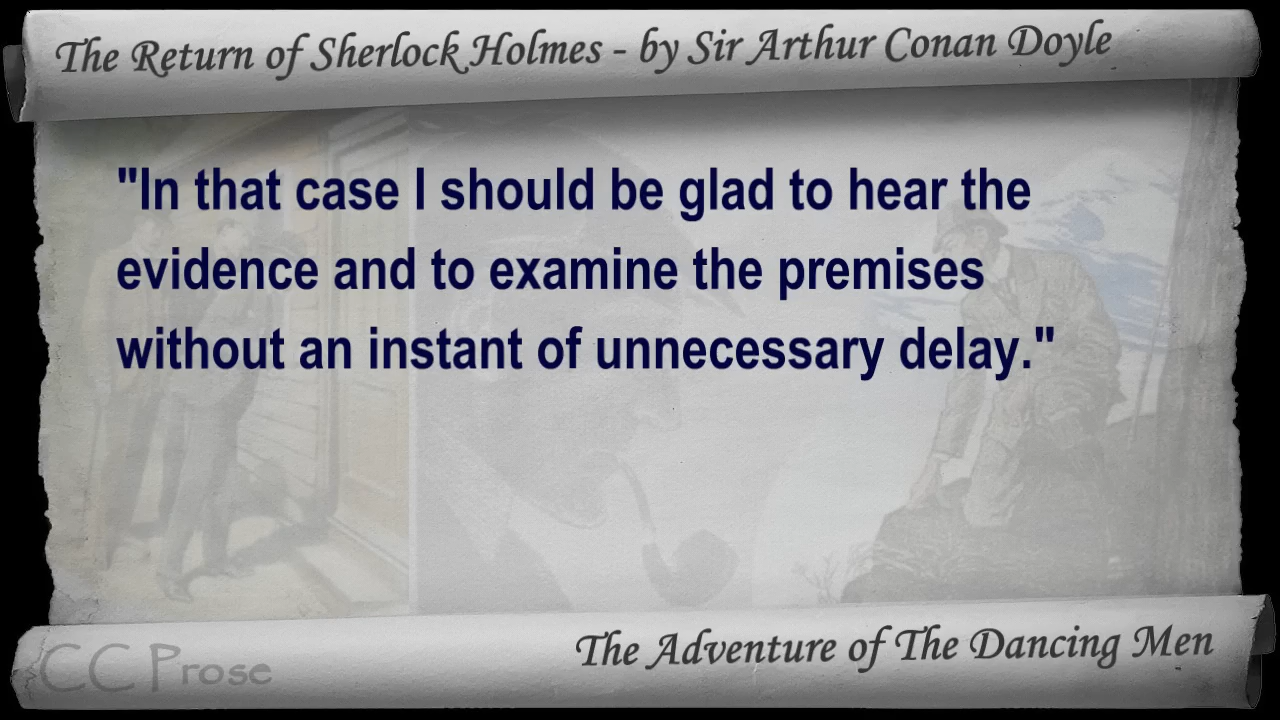 The Return of Sherlock Holmes - by Sir Arthur Conan Doyle
"In that case I should be glad to hear the
evidence and to examine the premises
without an instant of unnecessary delay."
The Adventure of The Dancing Men
CC Prose